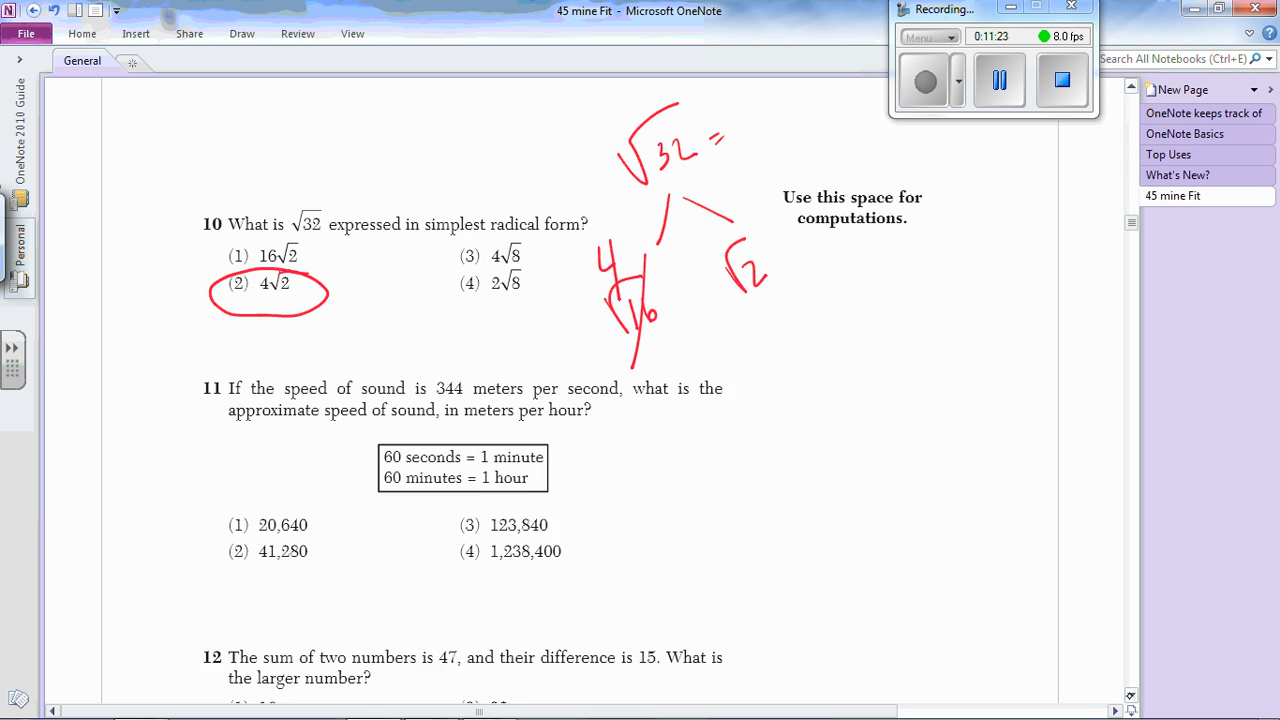 45 mine Fit - Microsoft OneNote
Recording...
File Home Insert Share Draw Review View
Menu 0:11:23 8.0 fps
General
Search All Notebooks (Ctrl+E)
New Page
OneNote keeps track of
OneNote Basics
Top Uses
What's New?
45 mine Fit
OneNote 2010 Guide
Personal
√32 =
4
√16
√2
Use this space for
computations.
10 What is √32 expressed in simplest radical form?
(1) 16√2 (3) 4√8
(2) 4√2 (4) 2√8
11 If the speed of sound is 344 meters per second, what is the
approximate speed of sound, in meters per hour?
60 seconds = 1 minute
60 minutes = 1 hour
(1) 20,640 (3) 123,840
(2) 41,280 (4) 1,238,400
12 The sum of two numbers is 47, and their difference is 15. What is
the larger number?